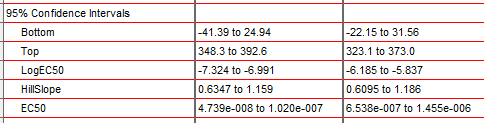 95% Confidence Intervals
Bottom -41.39 to 24.94 -22.15 to 31.56
Top 348.3 to 392.6 323.1 to 373.0
LogEC50 -7.324 to -6.991 -6.185 to -5.837
HillSlope 0.6347 to 1.159 0.6095 to 1.186
EC50 4.739e-008 to 1.020e-007 6.538e-007 to 1.455e-006